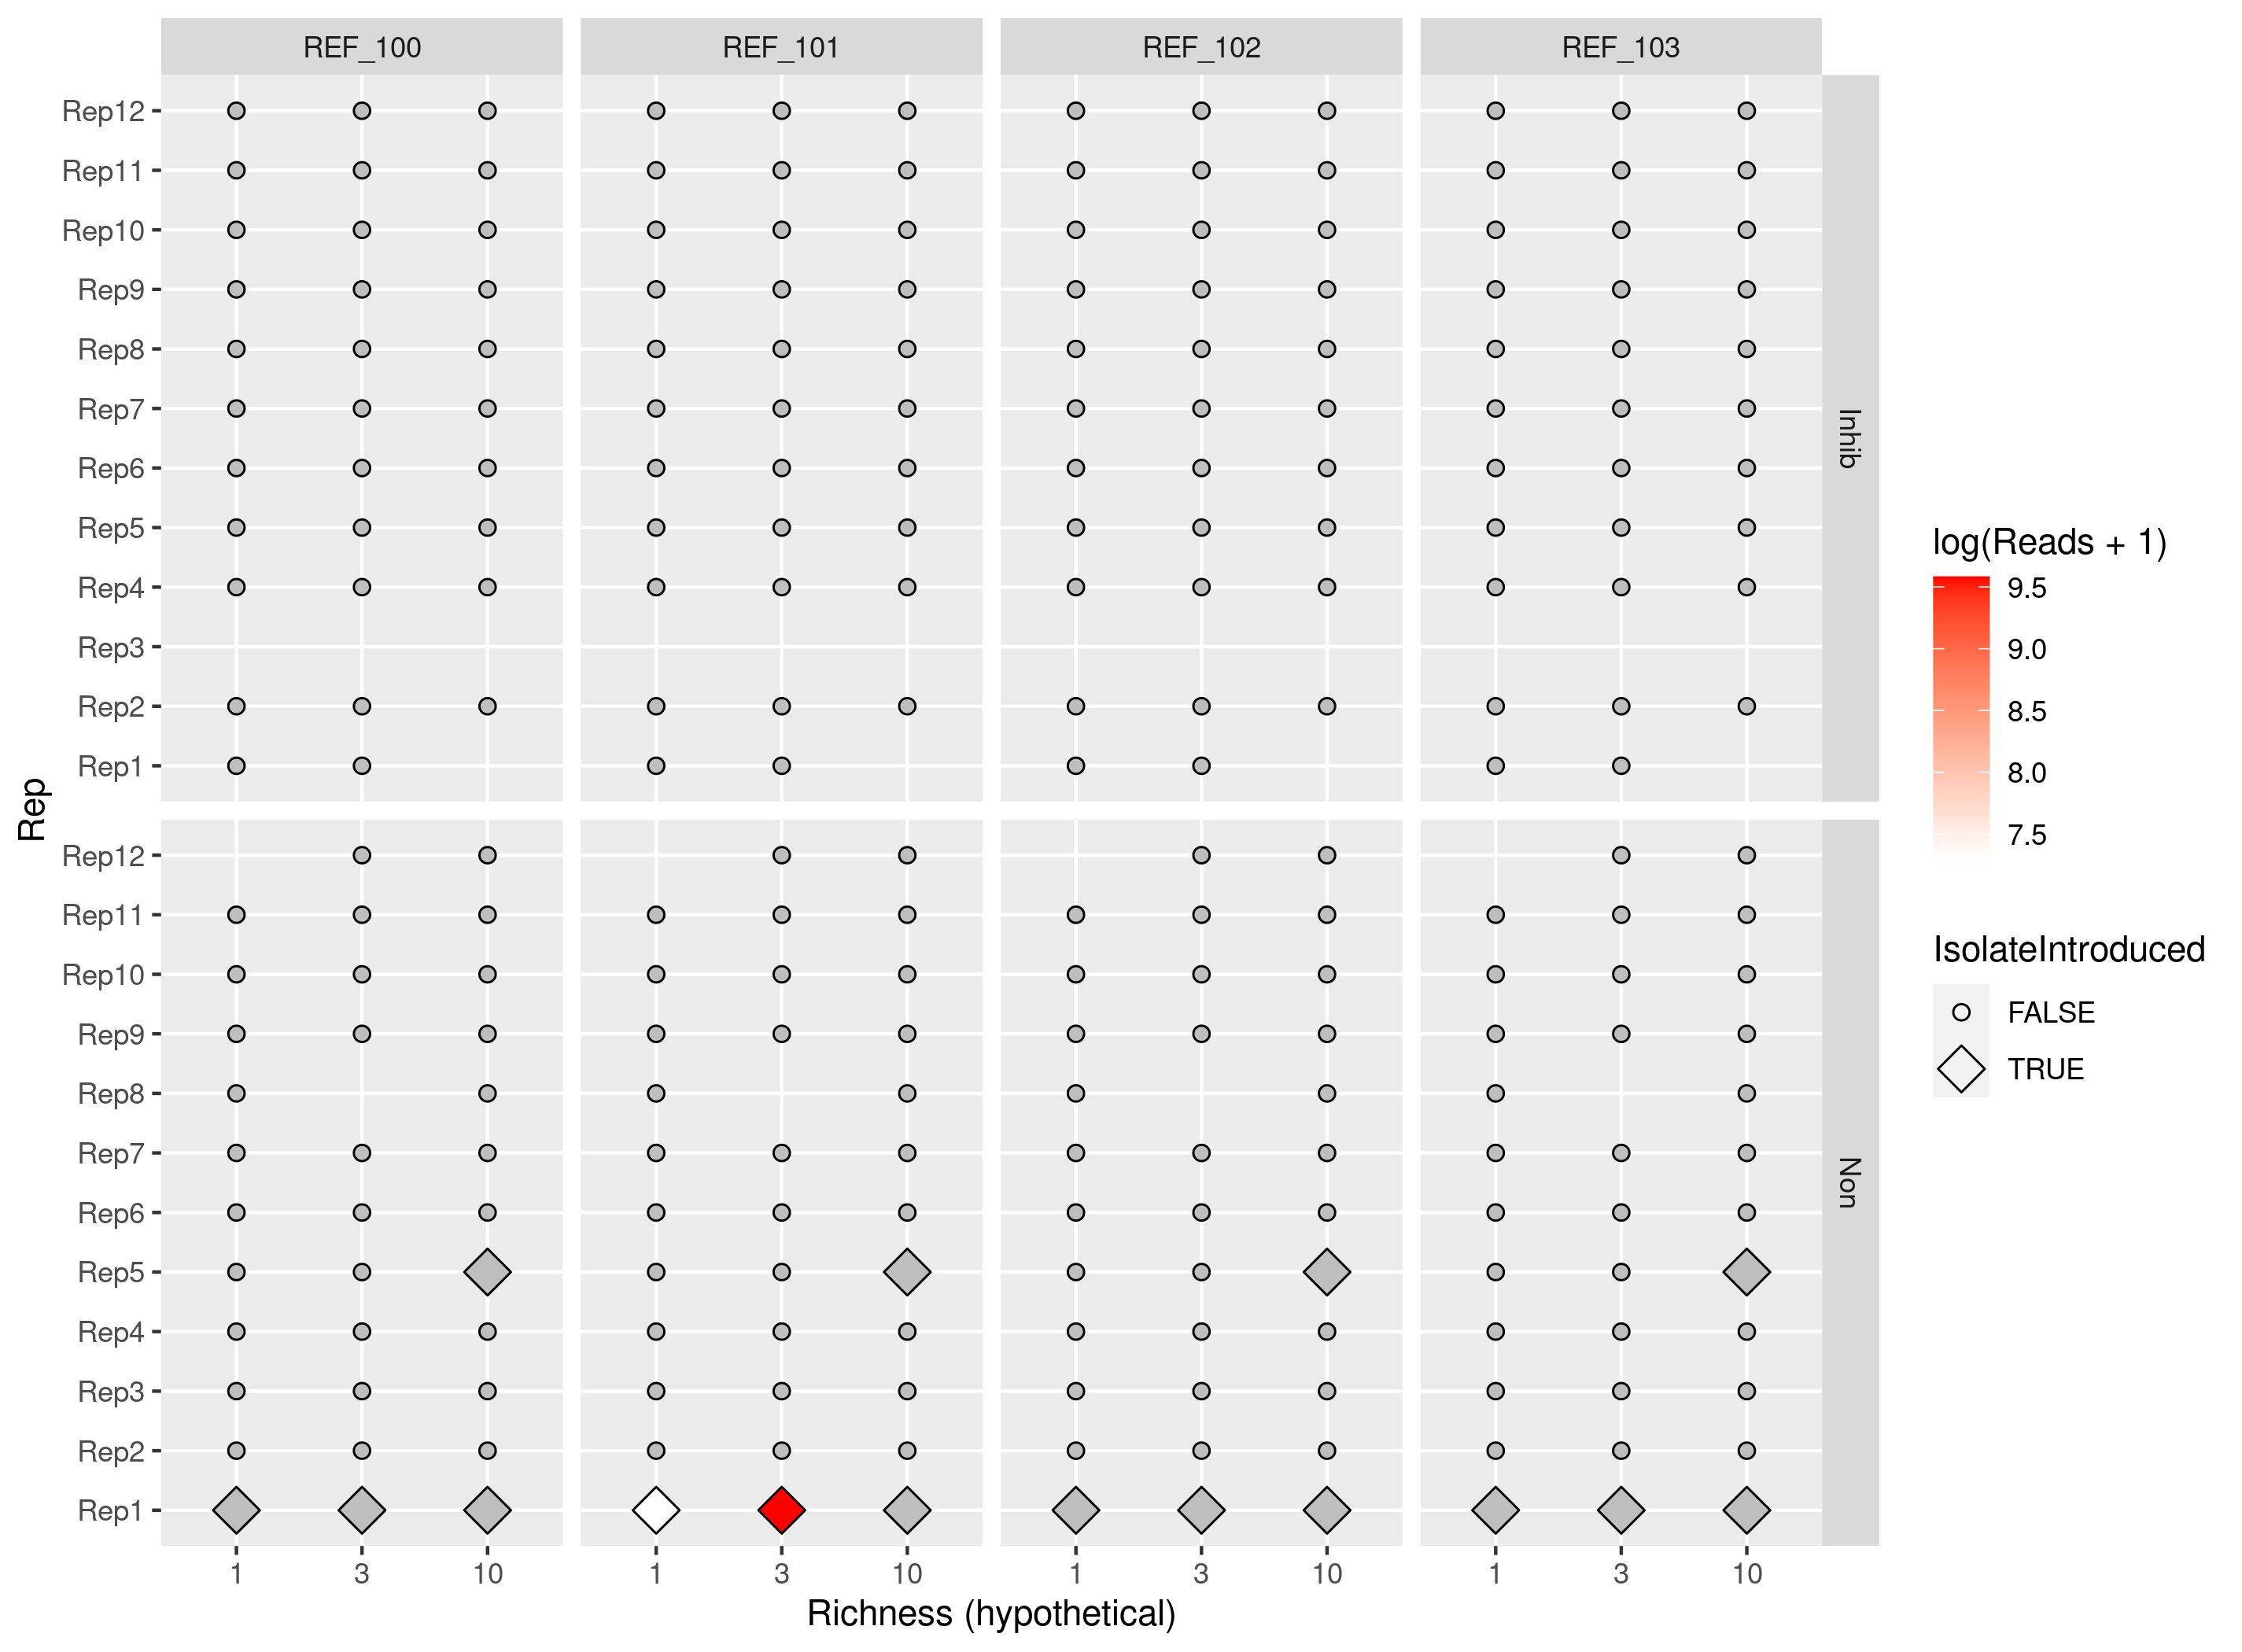 REF_100 REF_101 REF_102 REF_103
Rep12
Rep11
Rep10
Rep9
Rep8
Rep7
Rep6
Rep5
Rep4
Rep3
Rep2
Rep1
Inhib
Rep
Rep12
Rep11
Rep10
Rep9
Rep8
Rep7
Rep6
Rep5
Rep4
Rep3
Rep2
Rep1
Non
1 3 10 1 3 10 1 3 10 1 3 10
Richness (hypothetical)
log(Reads + 1)
9.5
9.0
8.5
8.0
7.5
IsolateIntroduced
FALSE
TRUE